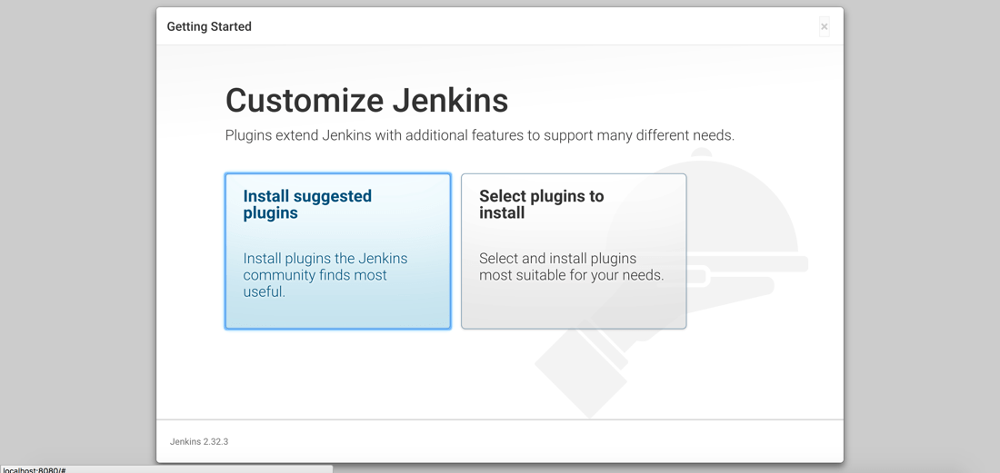 Getting Started
×
Customize Jenkins
Plugins extend Jenkins with additional features to support many different needs.
Install suggested
plugins
Install plugins the Jenkins
community finds most
useful.
Select plugins to
install
Select and install plugins
most suitable for your needs.
Jenkins 2.32.3
localhost:8080/#